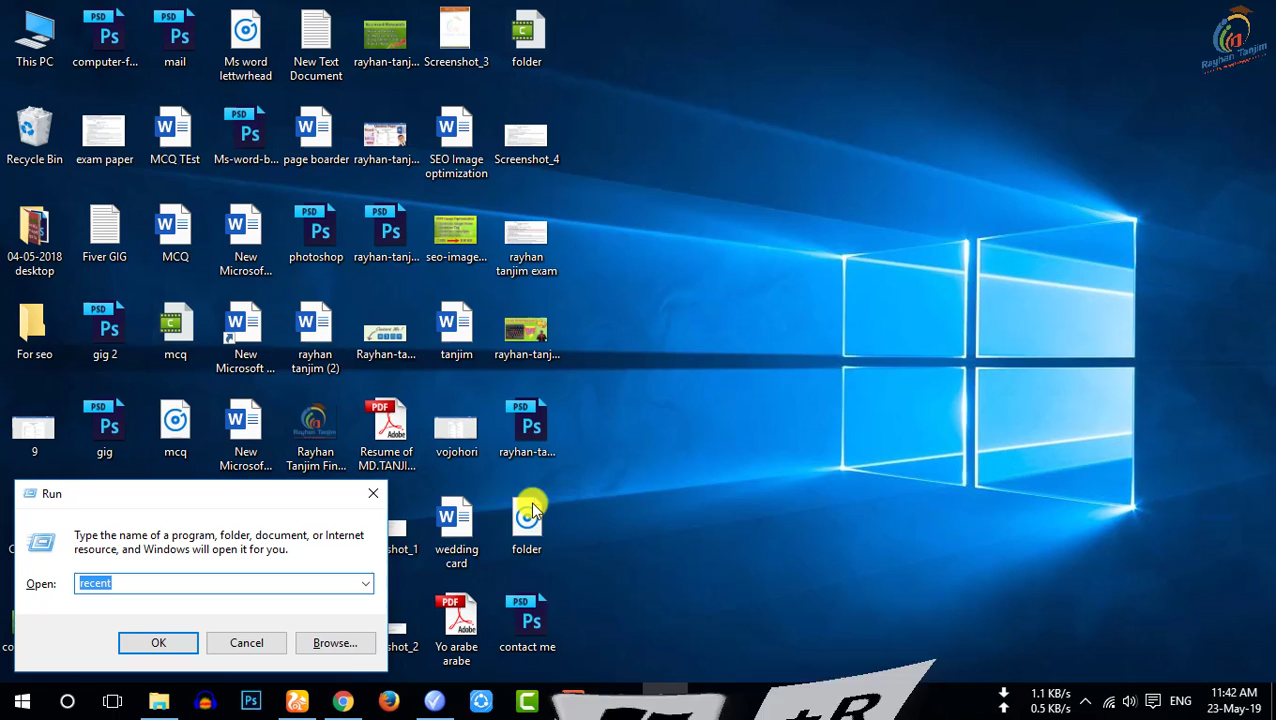 This PC
computer-f...
mail
Ms word
lettwrhead
New Text
Document
rayhan-tanj...
Screenshot_3
folder
Rayhan Tanjim
Recycle Bin
exam paper
MCQ TEst
Ms-word-b...
page boarder
rayhan-tanj...
SEO Image
optimization
Screenshot_4
04-05-2018
desktop
Fiver GIG
MCQ
New
Microsof...
photoshop
rayhan-tanj...
seo-image...
rayhan
tanjim exam
For seo
gig 2
mcq
New
Microsoft ...
rayhan
tanjim (2)
Rayhan-ta...
tanjim
rayhan-tanj...
9
gig
mcq
New
Microsof...
Rayhan
Tanjim Fin...
Resume of
MD.TANJI...
vojohori
rayhan-ta...
Run
Type the name of a program, folder, document, or Internet
resource, and Windows will open it for you.
Open:
recent
OK
Cancel
Browse...
hot_1
wedding
card
folder
hot_2
Yo arabe
arabe
contact me
+R
1.1 KB/s
0.5 KB/s
ENG
11:42 AM
23-May-19